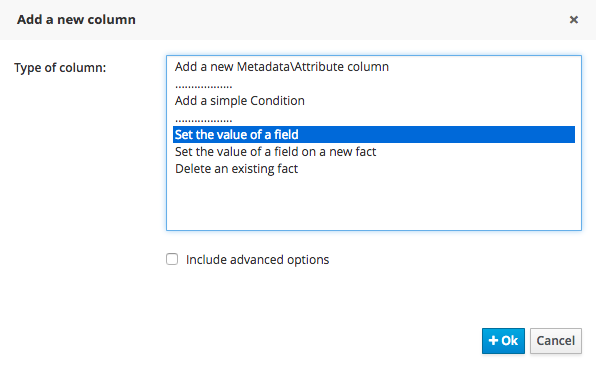 Add a new column
×
Type of column:
Add a new Metadata\Attribute column
..................
Add a simple Condition
..................
Set the value of a field
Set the value of a field on a new fact
Delete an existing fact
Include advanced options
+ Ok
Cancel